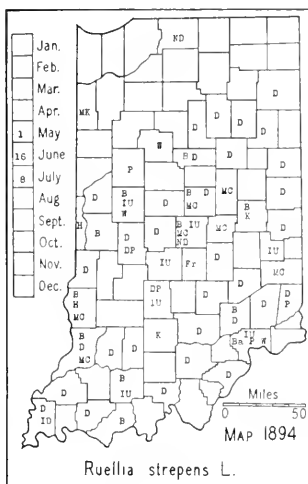 Jan.
ND
Feb.
Mar.
D
MK
D
D
D
Apr.
D
1 May
W
B D
D
D
16 June
P
8 July
B IU W
D
B MC
D
MC
D
B K
Aug
D
Sept.
H
B
D DP
B IU MC ND
MC
D
Oct.
Nov.
D
IU
Fr
D
IU
MC
Dec.
B H MC
DP IU
D
D
D
D P
B D
B D MC
D
D
K
D
IU P W
Ba
D
D
D
B IU
D
D
D
Miles
0 50
D IU
D
B
MAP 1894
Ruellia strepens L.